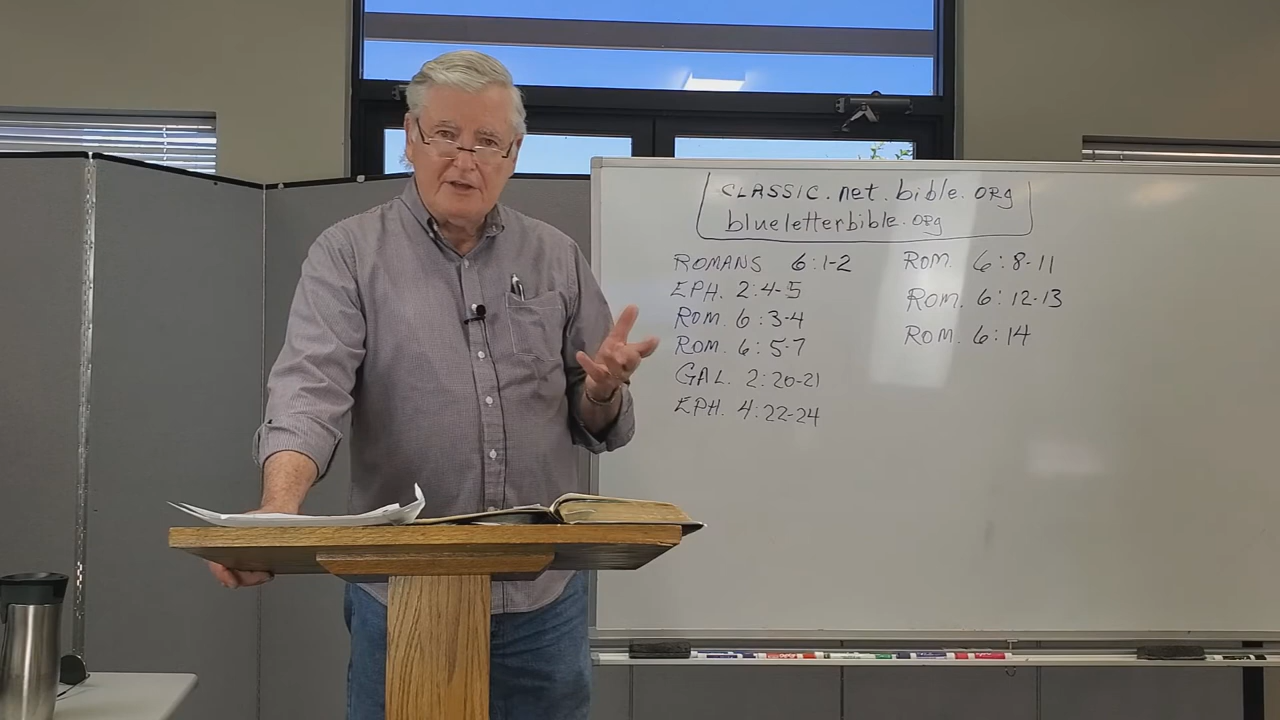 CLASSIC.net.bible.ORG
blueletterbible.ORG
ROMANS 6:1-2
EPH. 2:4-5
ROM. 6:3-4
ROM. 6:5-7
GAL. 2:20-21
EPH. 4:22-24
ROM. 6:8-11
ROM. 6:12-13
ROM. 6:14